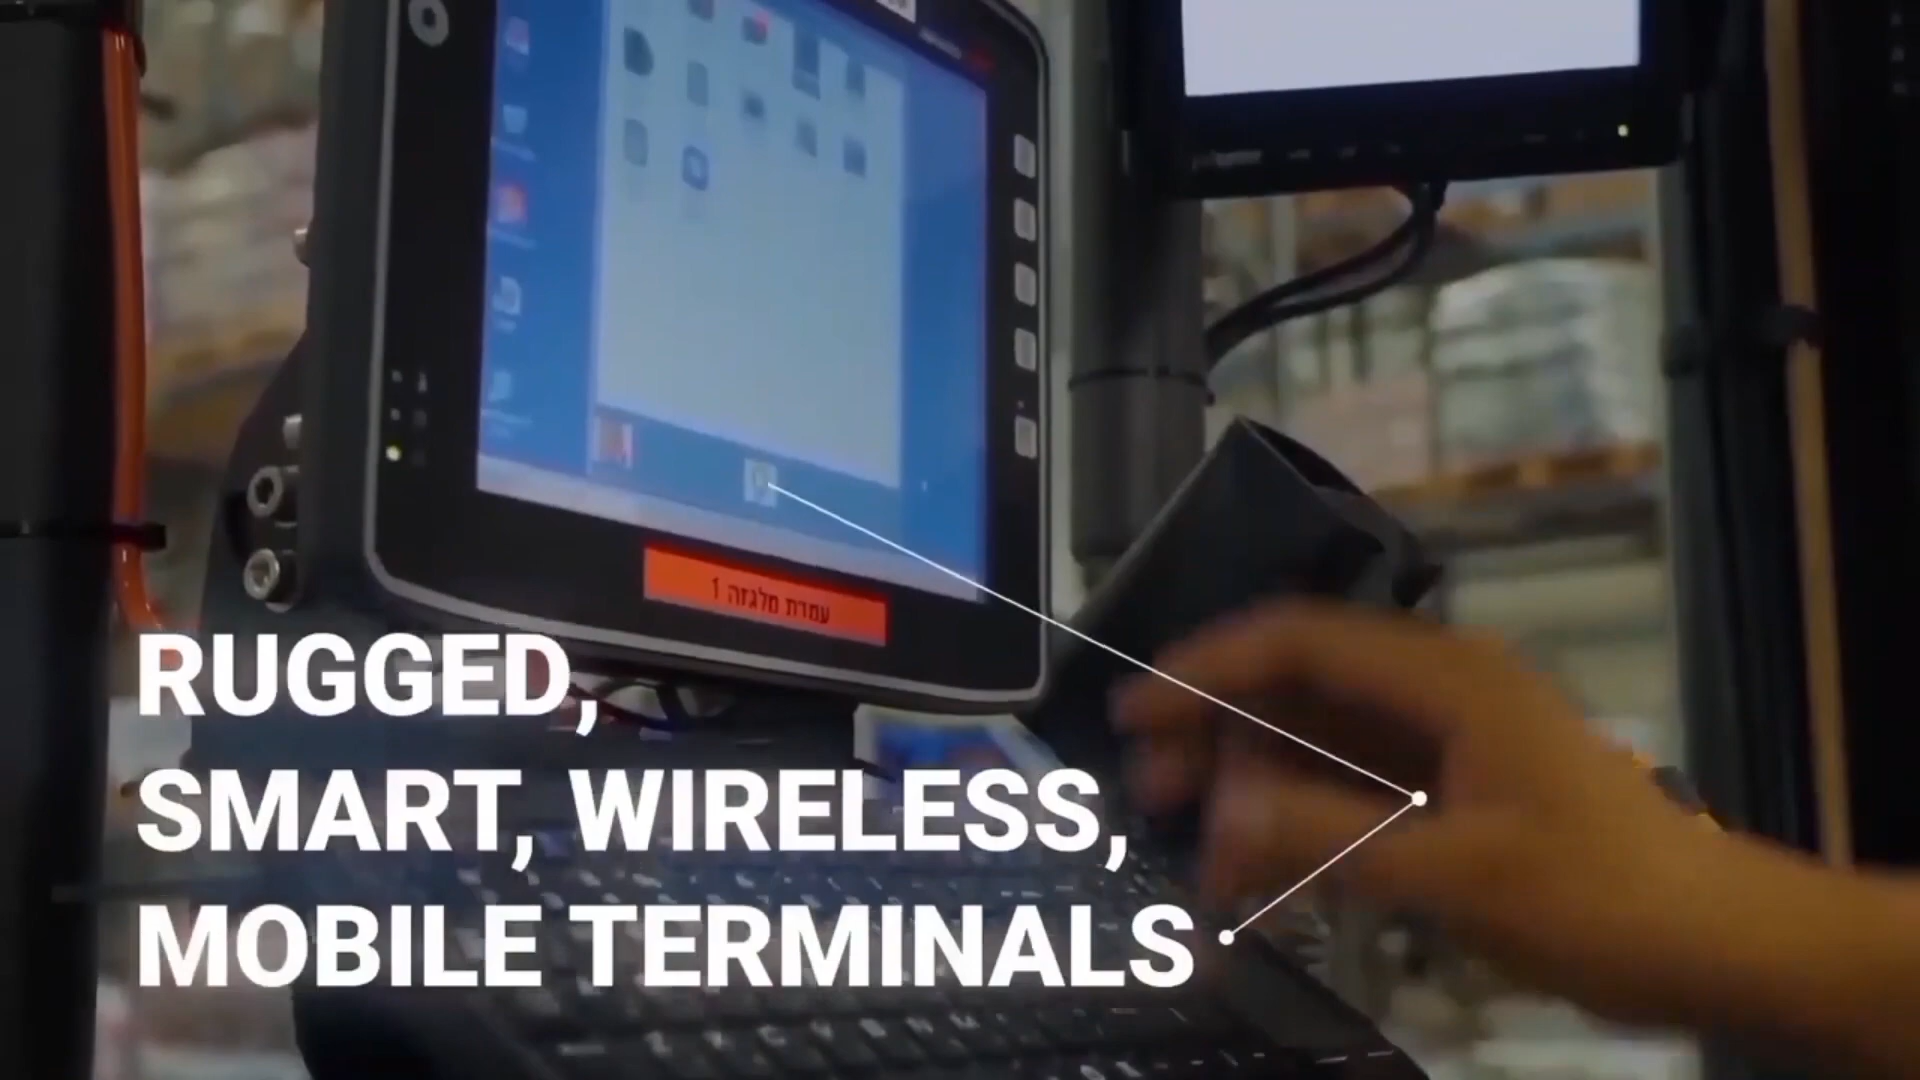 עמדת מלגזה 1
RUGGED,
SMART, WIRELESS,
MOBILE TERMINALS